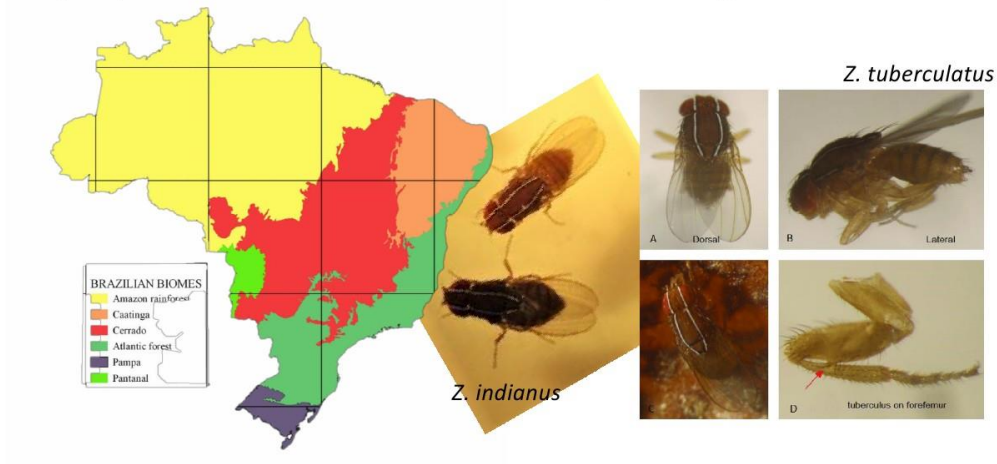 BRAZILIAN BIOMES
Amazon rainforest
Caatinga
Cerrado
Atlantic forest
Pampa
Pantanal
Z. indianus
Z. tuberculatus
A
Dorsal
B
Lateral
C
D
tuberculus on forefemur